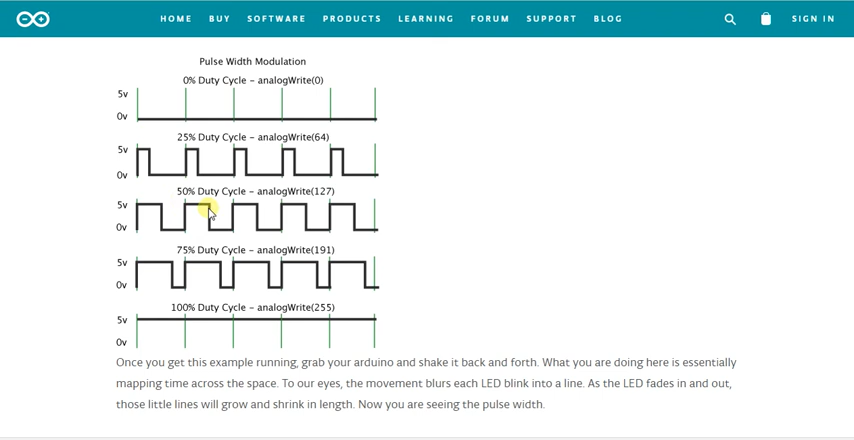 HOME BUY SOFTWARE PRODUCTS LEARNING FORUM SUPPORT BLOG SIGN IN
Pulse Width Modulation
0% Duty Cycle – analogWrite(0)
5v
0v
25% Duty Cycle – analogWrite(64)
5v
0v
50% Duty Cycle – analogWrite(127)
5v
0v
75% Duty Cycle – analogWrite(191)
5v
0v
100% Duty Cycle – analogWrite(255)
5v
0v
Once you get this example running, grab your arduino and shake it back and forth. What you are doing here is essentially
mapping time across the space. To our eyes, the movement blurs each LED blink into a line. As the LED fades in and out,
those little lines will grow and shrink in length. Now you are seeing the pulse width.